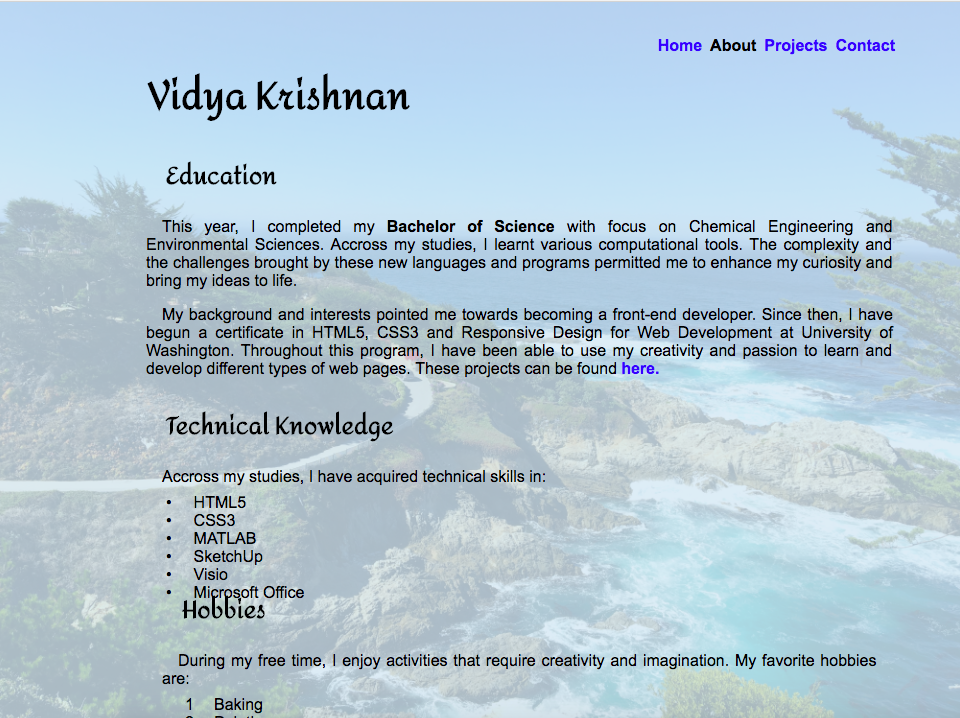 Home About Projects Contact
Vidya Krishnan
Education
This year, I completed my Bachelor of Science with focus on Chemical Engineering and
Environmental Sciences. Accross my studies, I learnt various computational tools. The complexity and
the challenges brought by these new languages and programs permitted me to enhance my curiosity and
bring my ideas to life.
My background and interests pointed me towards becoming a front-end developer. Since then, I have
begun a certificate in HTML5, CSS3 and Responsive Design for Web Development at University of
Washington. Throughout this program, I have been able to use my creativity and passion to learn and
develop different types of web pages. These projects can be found here.
Technical Knowledge
Accross my studies, I have acquired technical skills in:
• HTML5
• CSS3
• MATLAB
• SketchUp
• Visio
• Microsoft Office
Hobbies
During my free time, I enjoy activities that require creativity and imagination. My favorite hobbies
are:
1 Baking